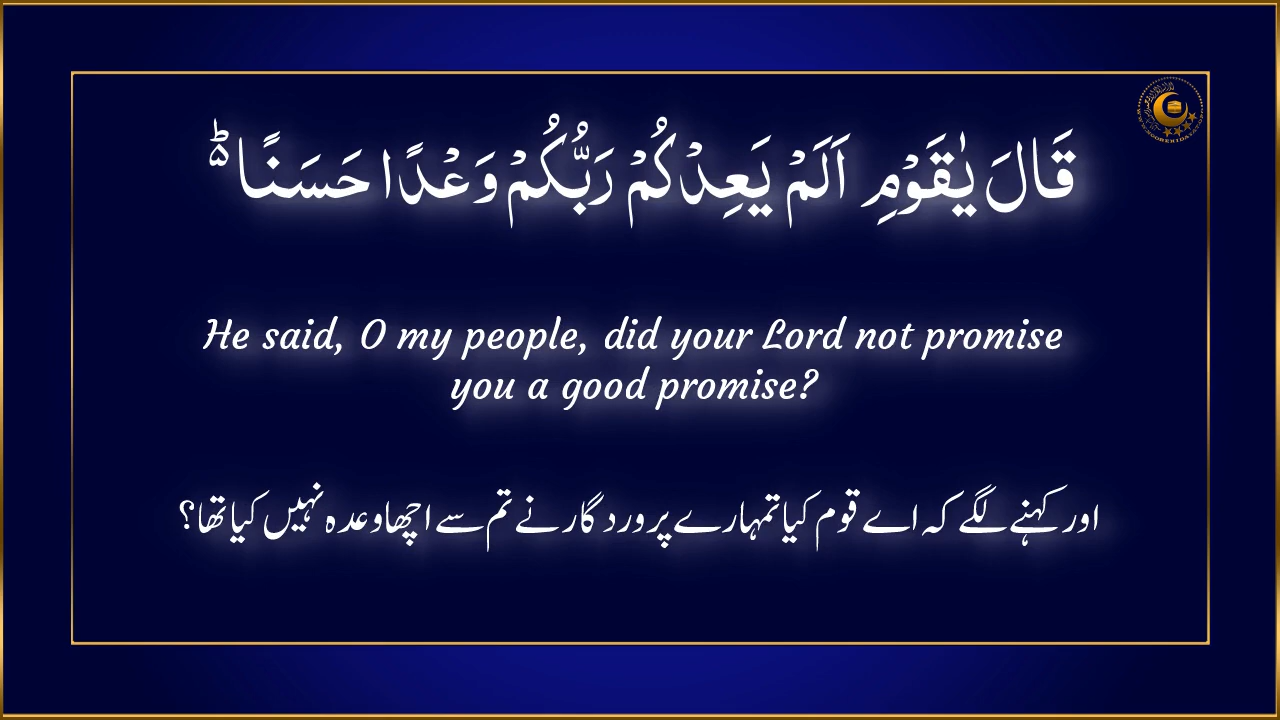 قَالَ يٰقَوۡمِ اَلَمۡ يَعِدۡكُمۡ رَبُّكُمۡ وَعۡدًا حَسَنًا ؕ۬
He said, O my people, did your Lord not promise
you a good promise?
اور کہنے لگے کہ اے قوم کیا تمہارے پروردگار نے تم سے اچھا وعدہ نہیں کیا تھا؟